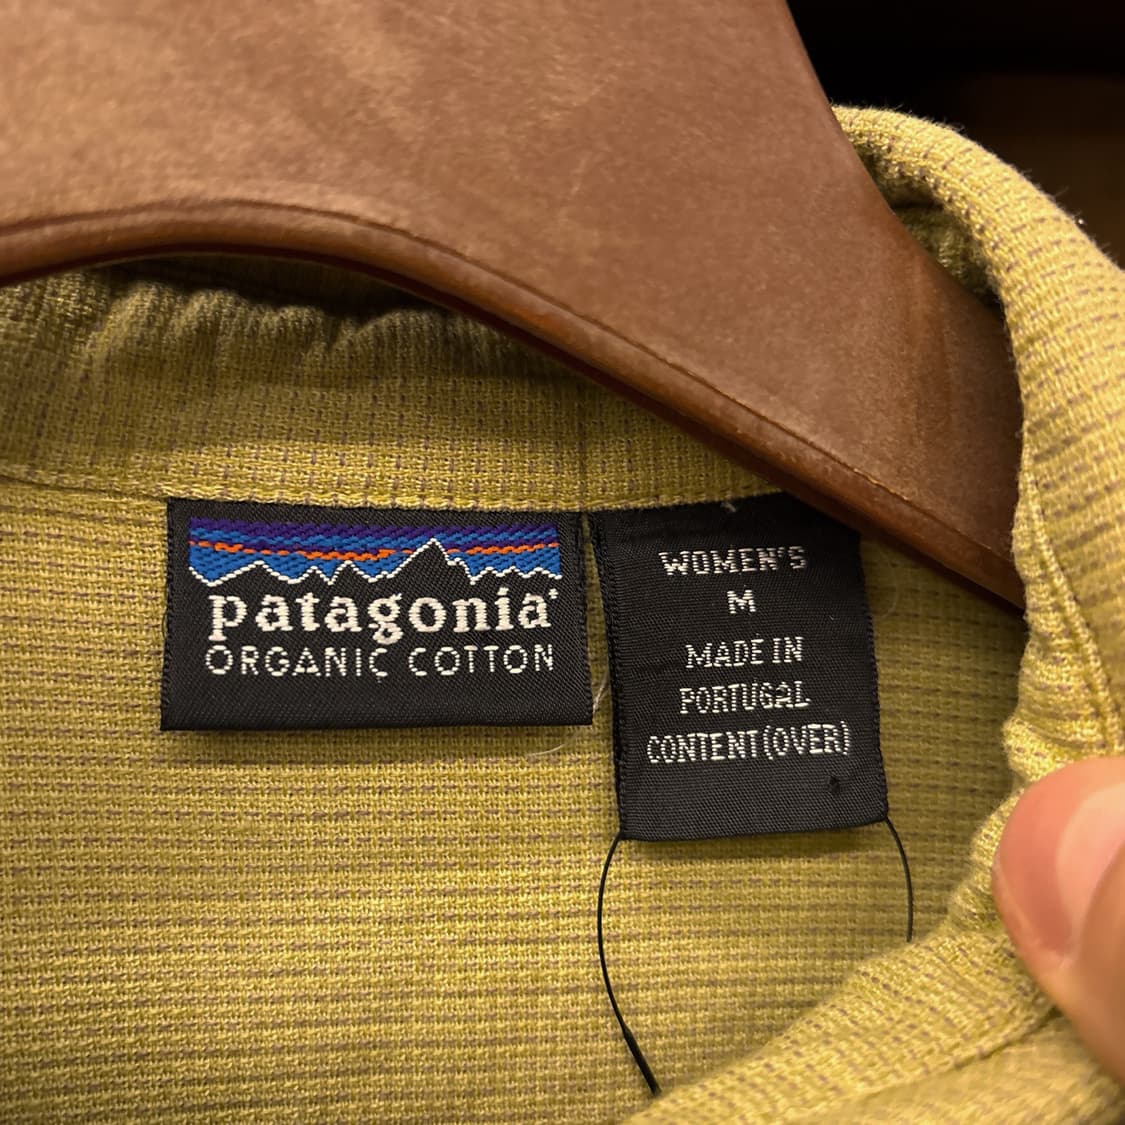 patagonia
ORGANIC COTTON
WOMEN'S
M
MADE IN
PORTUGAL
CONTENT (OVER)